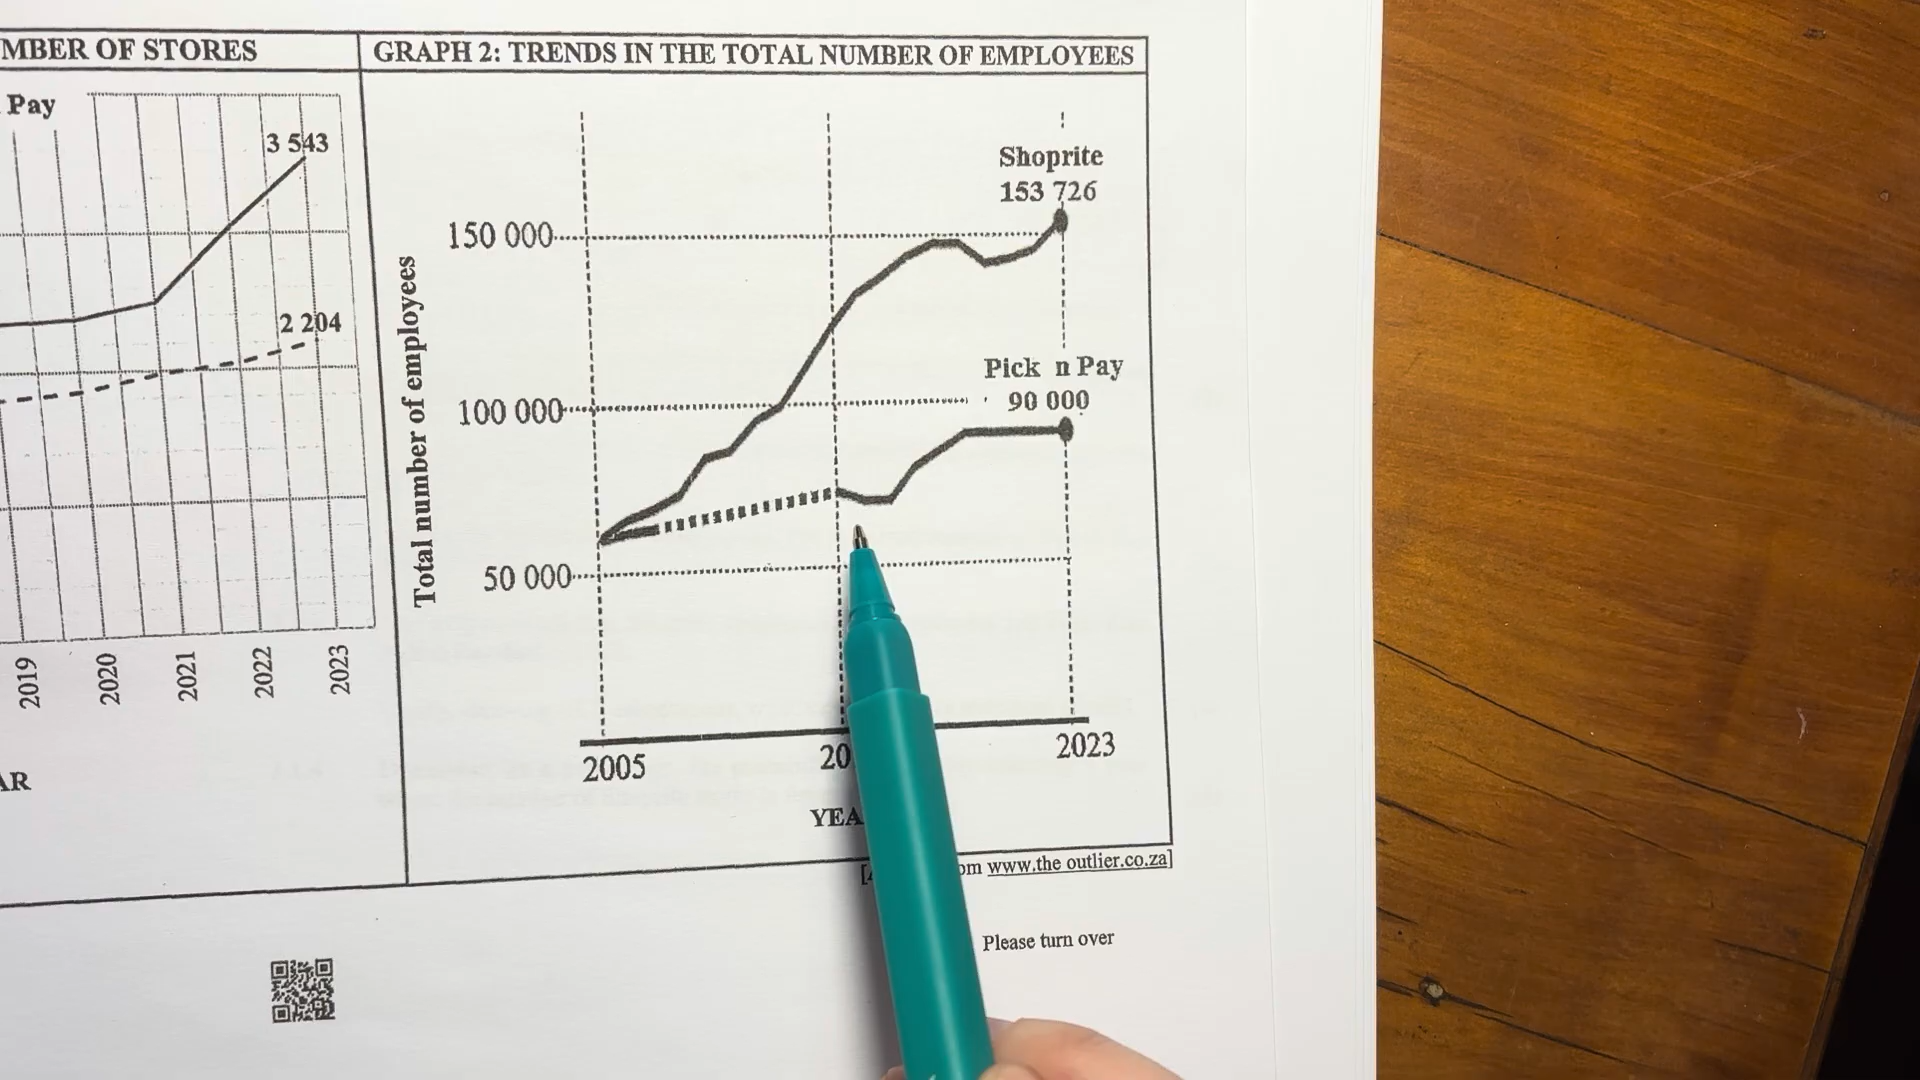 MBER OF STORES
Pay
3 543
2 204
2019
2020
2021
2022
2023
AR
GRAPH 2: TRENDS IN THE TOTAL NUMBER OF EMPLOYEES
Total number of employees
150 000
100 000
50 000
Shoprite
153 726
Pick n Pay
90 000
2005
20
2023
YEA
om www.the outlier.co.za]
Please turn over